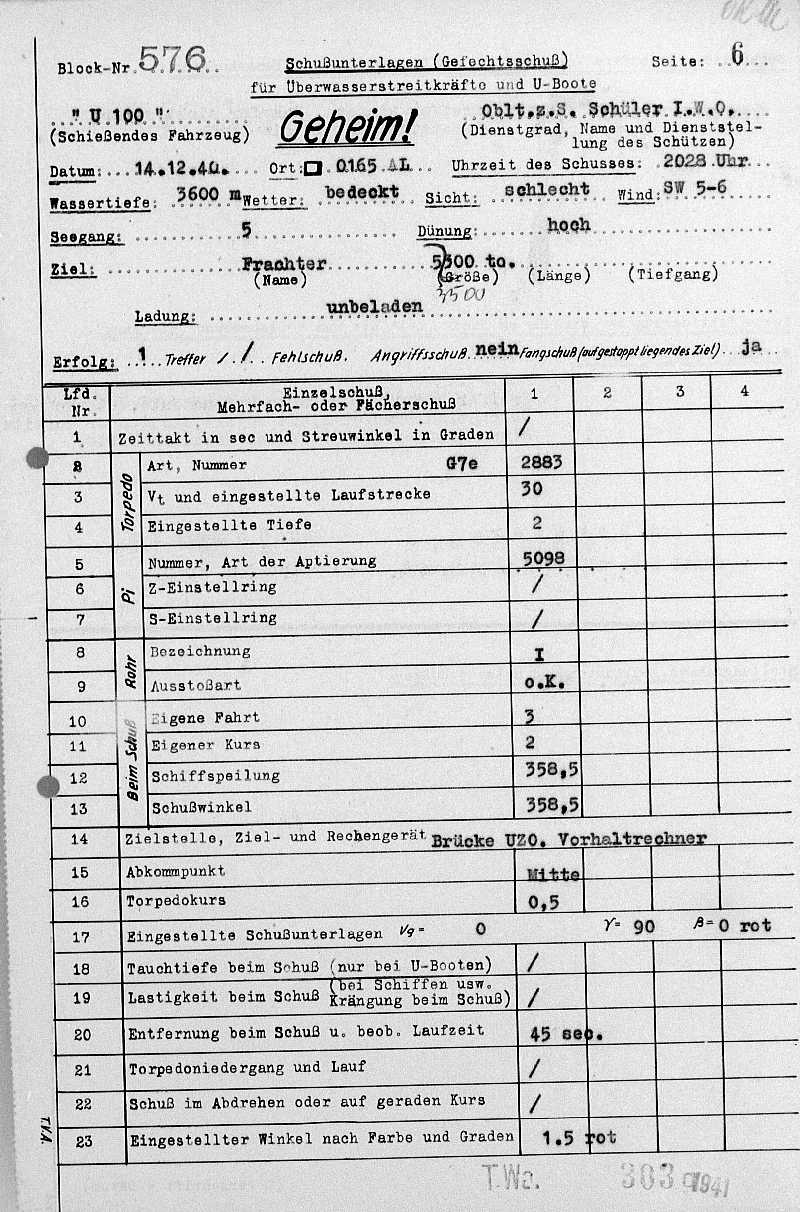 Block-Nr. 576 Schußunterlagen (Gefechtsschuß) Seite: 6
für Überwasserstreitkräfte und U-Boote
" U 100 " Geheim! Oblt.z.S. Schüler I.W.O.
(Schießendes Fahrzeug) (Dienstgrad, Name und Dienststel-
lung des Schützen)
Datum: 14.12.40. Ort: 0165 AL Uhrzeit des Schusses: 2028 Uhr
Wassertiefe: 3600 m Wetter: bedeckt Sicht: schlecht Wind: SW 5-6
Seegang: 5 Dünung: hoch
Ziel: Frachter 5500 to.
(Name) (Größe) (Länge) (Tiefgang)
3500
Ladung: unbeladen
Erfolg: 1 Treffer / / Fehlschuß. Angriffsschuß nein Fangschuß (auf gestoppt liegendes Ziel) ja
Lfd. Nr. Einzelschuß, Mehrfach- oder Fächerschuß 1 2 3 4
1 Zeittakt in sec und Streuwinkel in Graden /
Torpedo
2 Art, Nummer G7e 2883
3 Vt und eingestellte Laufstrecke 30
4 Eingestellte Tiefe 2
Pi
5 Nummer, Art der Aptierung 5098
6 Z-Einstellring /
7 S-Einstellring /
Rohr
8 Bezeichnung I
9 Ausstoßart o.K.
Beim Schuß
10 Eigene Fahrt 3
11 Eigener Kurs 2
12 Schiffspeilung 358,5
13 Schußwinkel 358,5
14 Zielstelle, Ziel- und Rechengerät Brücke UZO. Vorhaltrechner
15 Abkommpunkt Mitte
16 Torpedokurs 0,5
17 Eingestellte Schußunterlagen Vg= 0 γ= 90 β= 0 rot
18 Tauchtiefe beim Schuß (nur bei U-Booten) /
19 Lastigkeit beim Schuß (bei Schiffen usw. Krängung beim Schuß) /
20 Entfernung beim Schuß u. beob. Laufzeit 45 sec.
21 Torpedoniedergang und Lauf /
22 Schuß im Abdrehen oder auf geraden Kurs /
23 Eingestellter Winkel nach Farbe und Graden 1.5 rot
T.K.A.
T.Wa. 303 1941